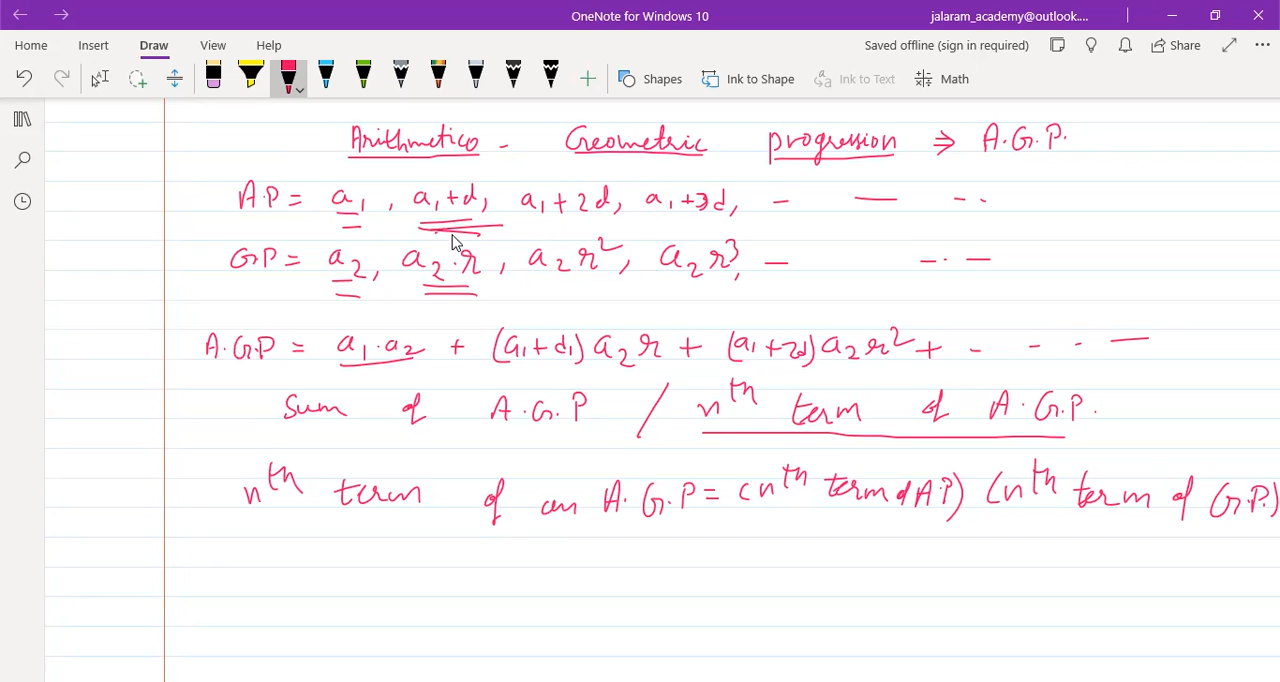 OneNote for Windows 10
jalaram_academy@outlook....
Home Insert Draw View Help
Saved offline (sign in required)
Share
Shapes
Ink to Shape
Ink to Text
Math
Arithmetico - Geometric progression ⇒ A.G.P.
A.P = a₁, a₁+d, a₁+2d, a₁+3d, - — - -
G.P = a₂, a₂.r, a₂r², a₂r³, — -.—
A.G.P = a₁.a₂ + (a₁+d₁)a₂r + (a₁+2d)a₂r² + - - - —
Sum of A.G.P / nth term of A.G.P.
nth term of an A.G.P = (nth term of A.P) (nth term of G.P.)